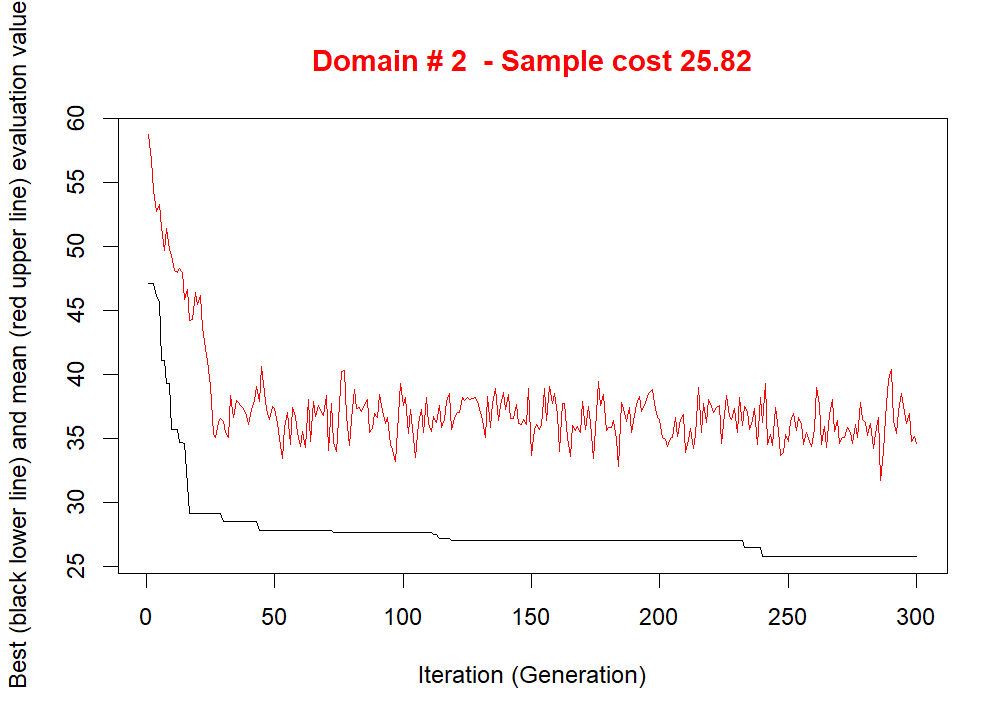 Domain # 2 - Sample cost 25.82
Best (black lower line) and mean (red upper line) evaluation value
60
55
50
45
40
35
30
25
0 50 100 150 200 250 300
Iteration (Generation)